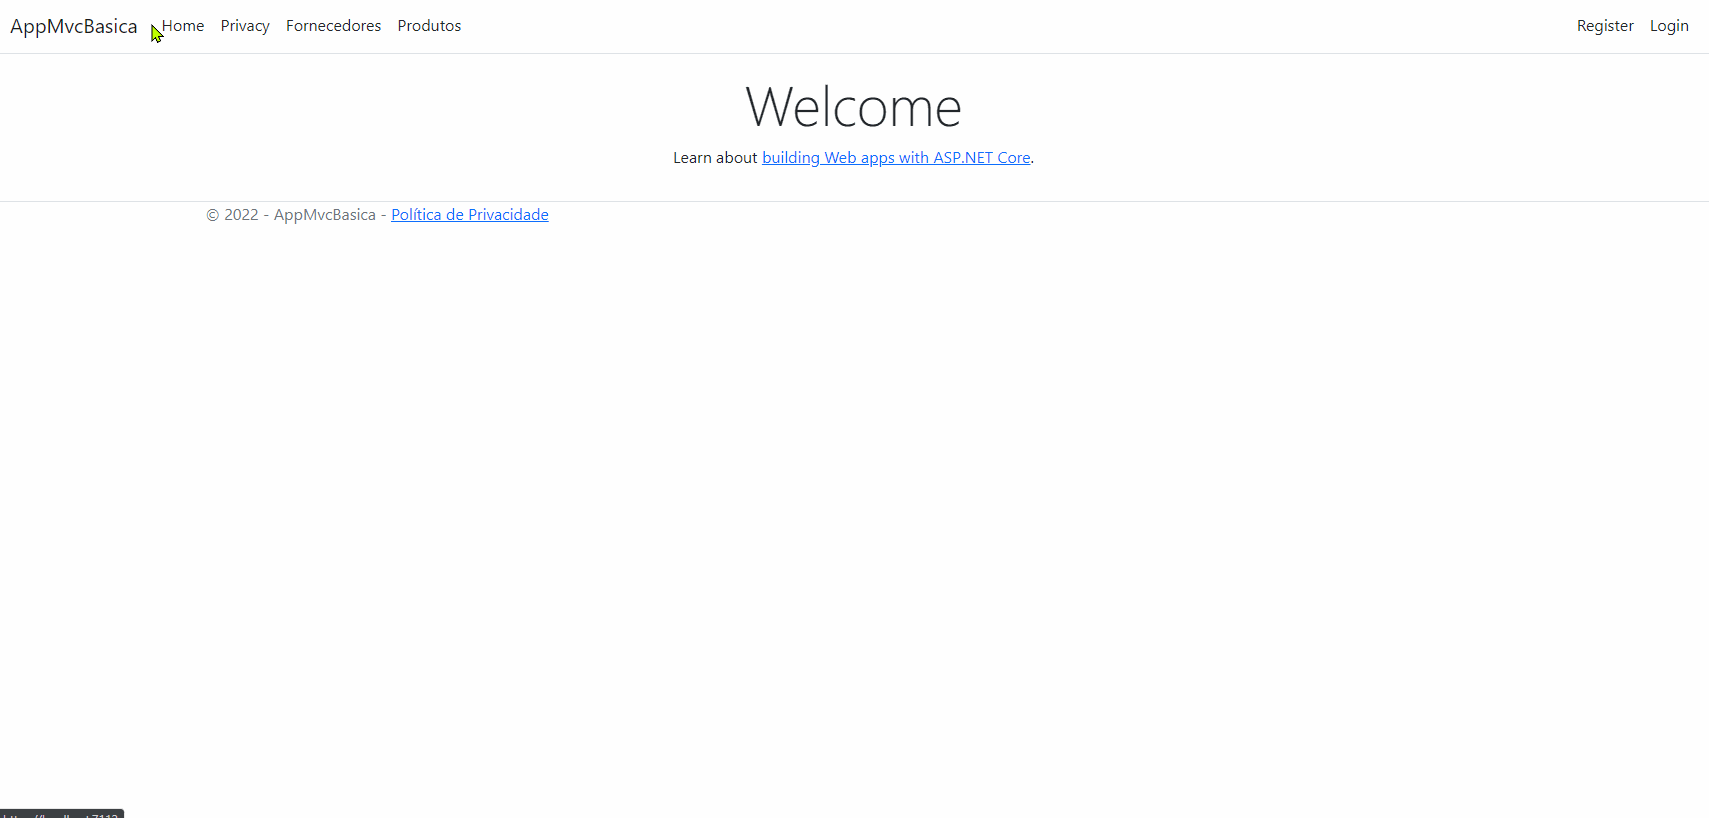 AppMvcBasica Home Privacy Fornecedores Produtos Register Login
Welcome
Learn about building Web apps with ASP.NET Core.
© 2022 - AppMvcBasica - Política de Privacidade